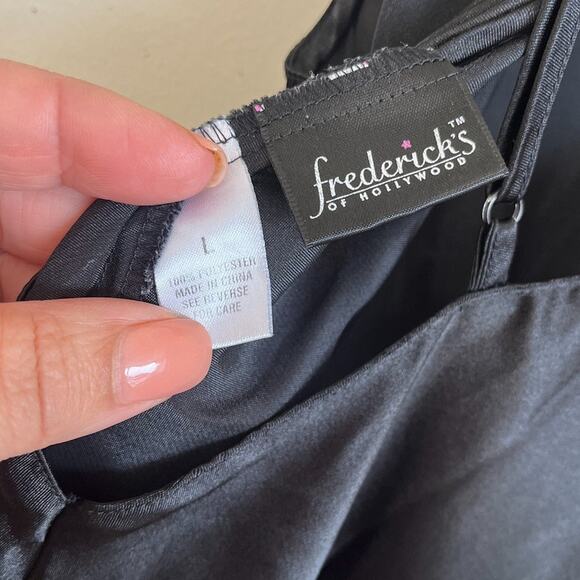 frederick's™
OF HOLLYWOOD
L
100% POLYESTER
MADE IN CHINA
SEE REVERSE
FOR CARE